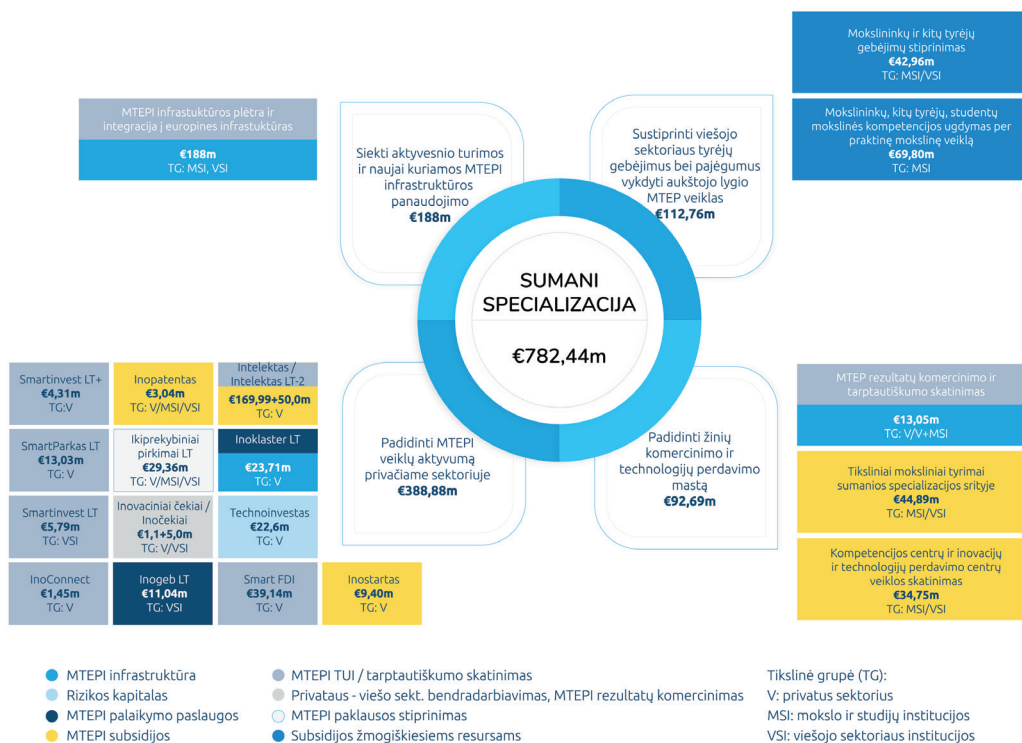 MTEPI infrastuktūros plėtra ir
integracija į europines infrastuktūras
€188m
TG: MSI, VSI
Siekti aktyvesnio turimos
ir naujai kuriamos MTEPI
infrastruktūros
panaudojimo
€188m
Sustiprinti viešojo
sektoriaus tyrėjų
gebėjimus bei pajėgumus
vykdyti aukštojo lygio
MTEP veiklas
€112,76m
Mokslininkų ir kitų tyrėjų
gebėjimų stiprinimas
€42,96m
TG: MSI/VSI
Mokslininkų, kitų tyrėjų, studentų
mokslinės kompetencijos ugdymas per
praktinę mokslinę veiklą
€69,80m
TG: MSI
SUMANI
SPECIALIZACIJA
€782,44m
Smartinvest LT+
€4,31m
TG:V
Inopatentas
€3,04m
TG: V/MSI/VSI
Intelektas /
Intelektas LT-2
€169,99+50,0m
TG: V
SmartParkas LT
€13,03m
TG: V
Ikiprekybiniai
pirkimai LT
€29,36m
TG: V/MSI/VSI
Inoklaster LT
€23,71m
TG: V
Smartinvest LT
€5,79m
TG: VSI
Inovaciniai čekiai /
Inočekiai
€1,1+5,0m
TG: V/VSI
Technoinvestas
€22,6m
TG: V
InoConnect
€1,45m
TG: V
Inogeb LT
€11,04m
TG: VSI
Smart FDI
€39,14m
TG: V
Inostartas
€9,40m
TG: V
Padidinti MTEPI
veiklų aktyvumą
privačiame sektoriuje
€388,88m
Padidinti žinių
komercinimo ir
technologijų perdavimo
mastą
€92,69m
MTEP rezultatų komercinimo ir
tarptautiškumo skatinimas
€13,05m
TG: V/V+MSI
Tiksliniai moksliniai tyrimai
sumanios specializacijos srityje
€44,89m
TG: MSI/VSI
Kompetencijos centrų ir inovacijų
ir technologijų perdavimo centrų
veiklos skatinimas
€34,75m
TG: MSI/VSI
MTEPI infrastruktūra
Rizikos kapitalas
MTEPI palaikymo paslaugos
MTEPI subsidijos
MTEPI TUI / tarptautiškumo skatinimas
Privataus - viešo sekt. bendradarbiavimas, MTEPI rezultatų komercinimas
MTEPI paklausos stiprinimas
Subsidijos žmogiškiesiems resursams
Tikslinė grupė (TG):
V: privatus sektorius
MSI: mokslo ir studijų institucijos
VSI: viešojo sektoriaus institucijos